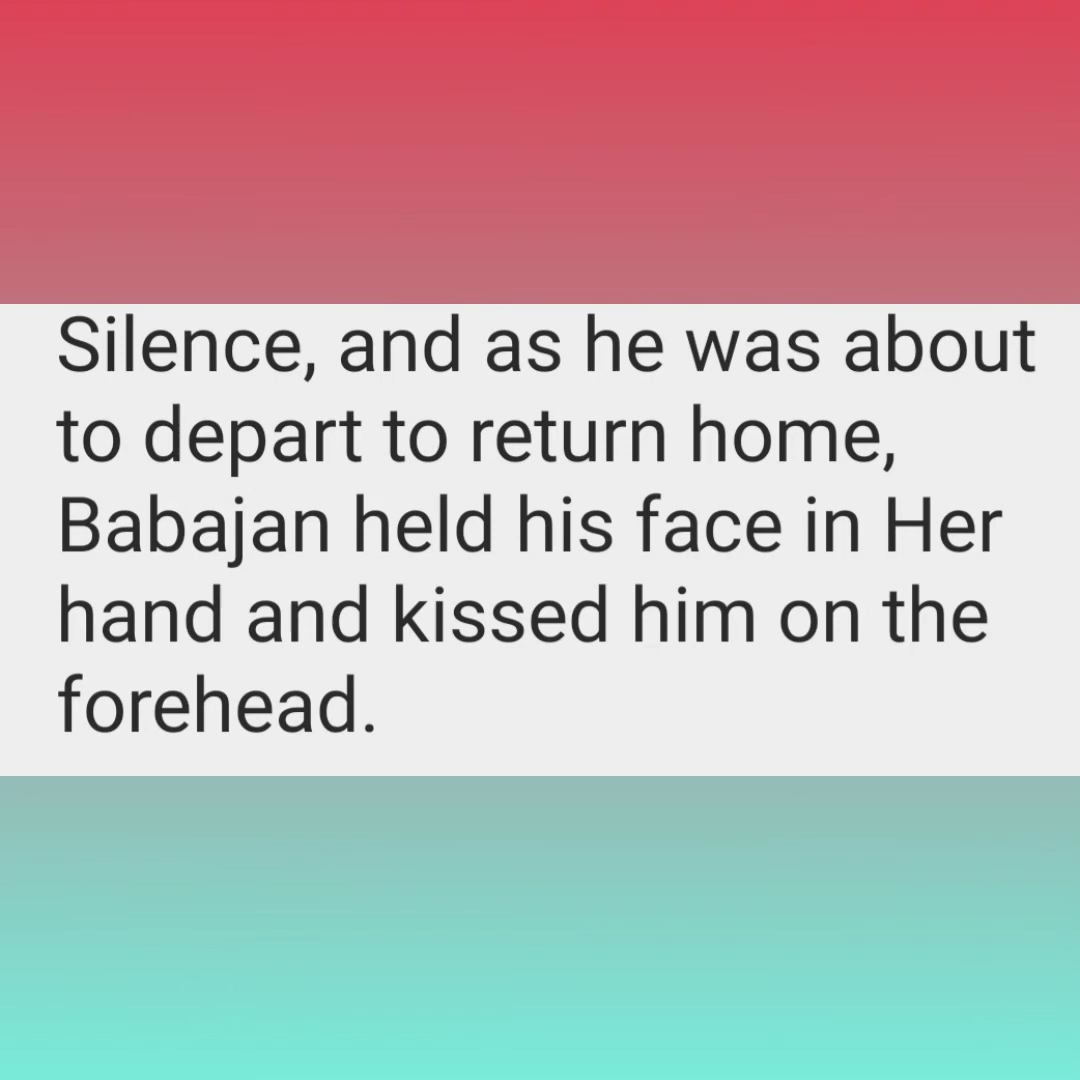 Silence, and as he was about
to depart to return home,
Babajan held his face in Her
hand and kissed him on the
forehead.